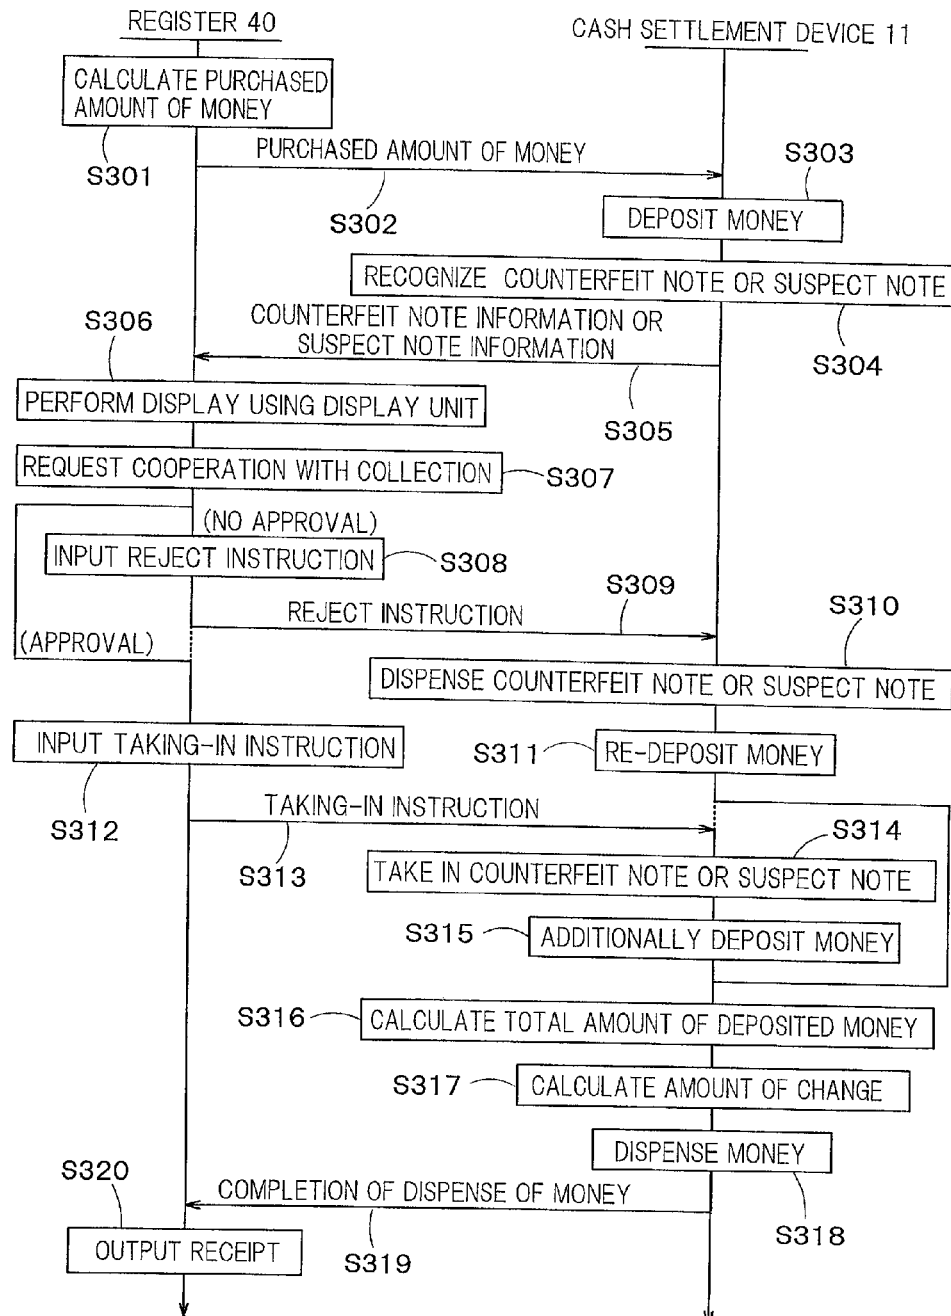 REGISTER 40
CASH SETTLEMENT DEVICE 11
CALCULATE PURCHASED
AMOUNT OF MONEY
S301
PURCHASED AMOUNT OF MONEY
S302
S303
DEPOSIT MONEY
RECOGNIZE COUNTERFEIT NOTE OR SUSPECT NOTE
S304
S306
COUNTERFEIT NOTE INFORMATION OR
SUSPECT NOTE INFORMATION
S305
PERFORM DISPLAY USING DISPLAY UNIT
REQUEST COOPERATION WITH COLLECTION
S307
(NO APPROVAL)
INPUT REJECT INSTRUCTION
S308
REJECT INSTRUCTION
S309
S310
(APPROVAL)
DISPENSE COUNTERFEIT NOTE OR SUSPECT NOTE
INPUT TAKING-IN INSTRUCTION
S311
RE-DEPOSIT MONEY
S312
TAKING-IN INSTRUCTION
S313
S314
TAKE IN COUNTERFEIT NOTE OR SUSPECT NOTE
S315
ADDITIONALLY DEPOSIT MONEY
S316
CALCULATE TOTAL AMOUNT OF DEPOSITED MONEY
S317
CALCULATE AMOUNT OF CHANGE
DISPENSE MONEY
S318
S320
COMPLETION OF DISPENSE OF MONEY
S319
OUTPUT RECEIPT